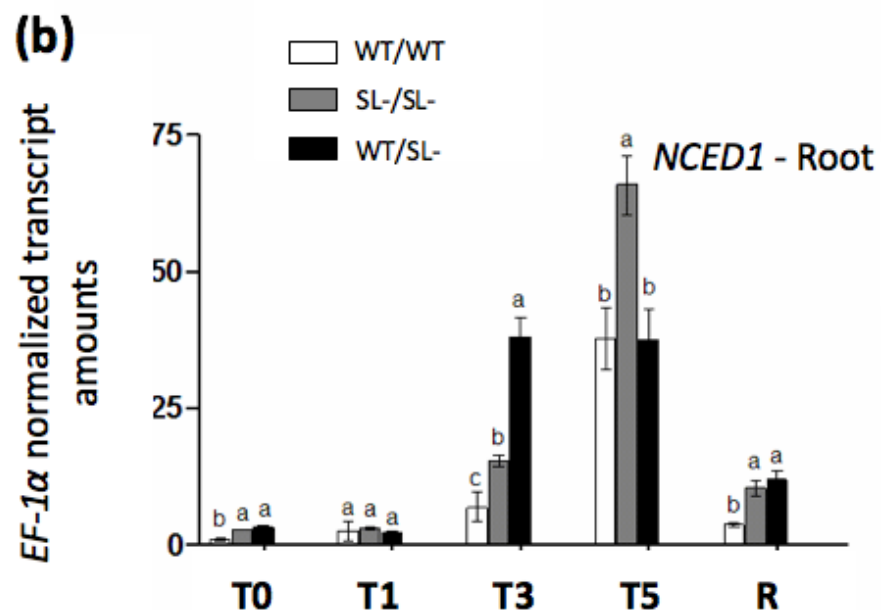 (b)
WT/WT
SL-/SL-
WT/SL-
NCED1 - Root
EF-1α normalized transcript
amounts
75
50
25
0
b a a
a a a
c b a
b a b
b a a
T0 T1 T3 T5 R